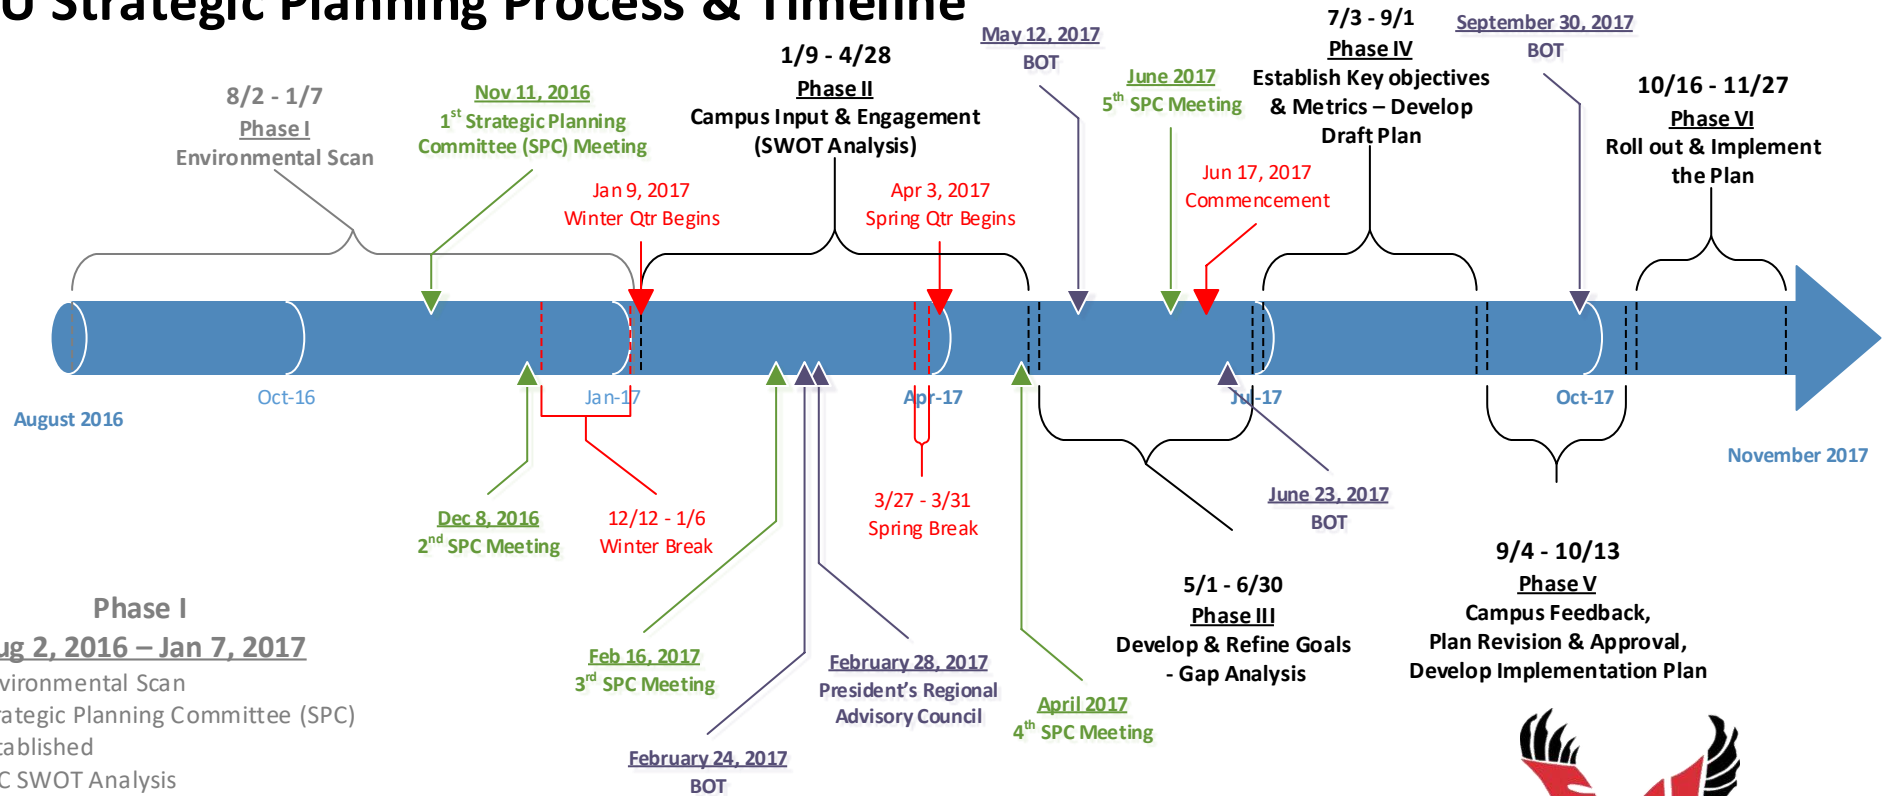 U Strategic Planning Process & Timeline
8/2 - 1/7
Phase I
Environmental Scan
Nov 11, 2016
1st Strategic Planning
Committee (SPC) Meeting
Jan 9, 2017
Winter Qtr Begins
1/9 - 4/28
Phase II
Campus Input & Engagement
(SWOT Analysis)
Apr 3, 2017
Spring Qtr Begins
May 12, 2017
BOT
June 2017
5th SPC Meeting
Jun 17, 2017
Commencement
7/3 - 9/1
Phase IV
Establish Key objectives
& Metrics – Develop
Draft Plan
September 30, 2017
BOT
10/16 - 11/27
Phase VI
Roll out & Implement
the Plan
August 2016
Oct-16
Jan-17
Apr-17
Jul-17
Oct-17
November 2017
Dec 8, 2016
2nd SPC Meeting
12/12 - 1/6
Winter Break
Feb 16, 2017
3rd SPC Meeting
February 24, 2017
BOT
February 28, 2017
President's Regional
Advisory Council
3/27 - 3/31
Spring Break
April 2017
4th SPC Meeting
5/1 - 6/30
Phase III
Develop & Refine Goals
- Gap Analysis
June 23, 2017
BOT
9/4 - 10/13
Phase V
Campus Feedback,
Plan Revision & Approval,
Develop Implementation Plan
Phase I
ug 2, 2016 – Jan 7, 2017
vironmental Scan
rategic Planning Committee (SPC)
tablished
C SWOT Analysis